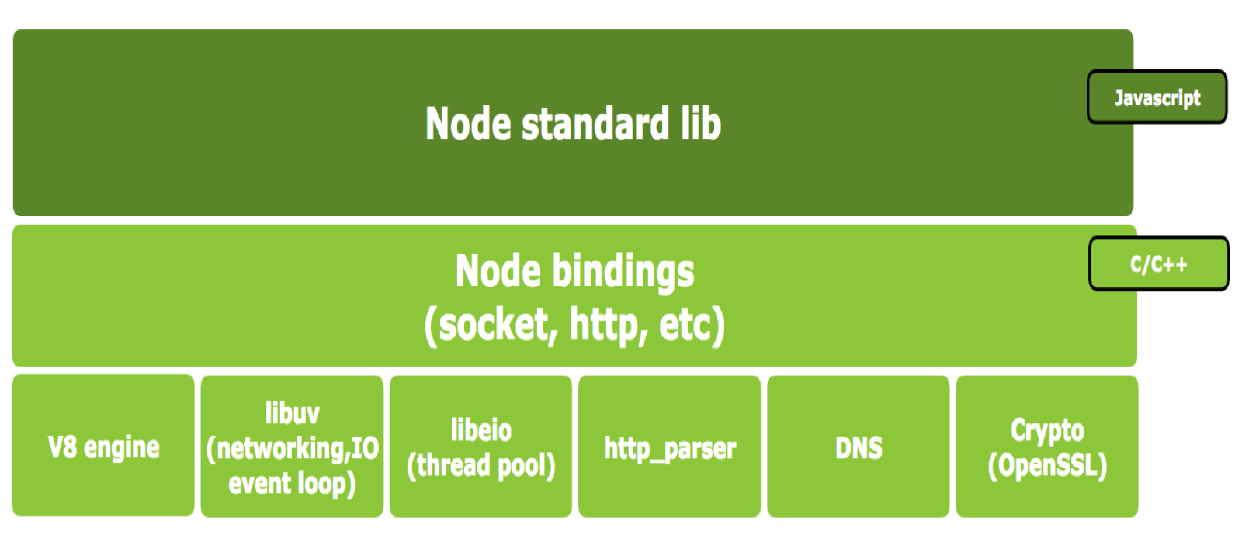 Node standard lib
Javascript
Node bindings
(socket, http, etc)
C/C++
V8 engine
libuv
(networking,IO
event loop)
libeio
(thread pool)
http_parser
DNS
Crypto
(OpenSSL)